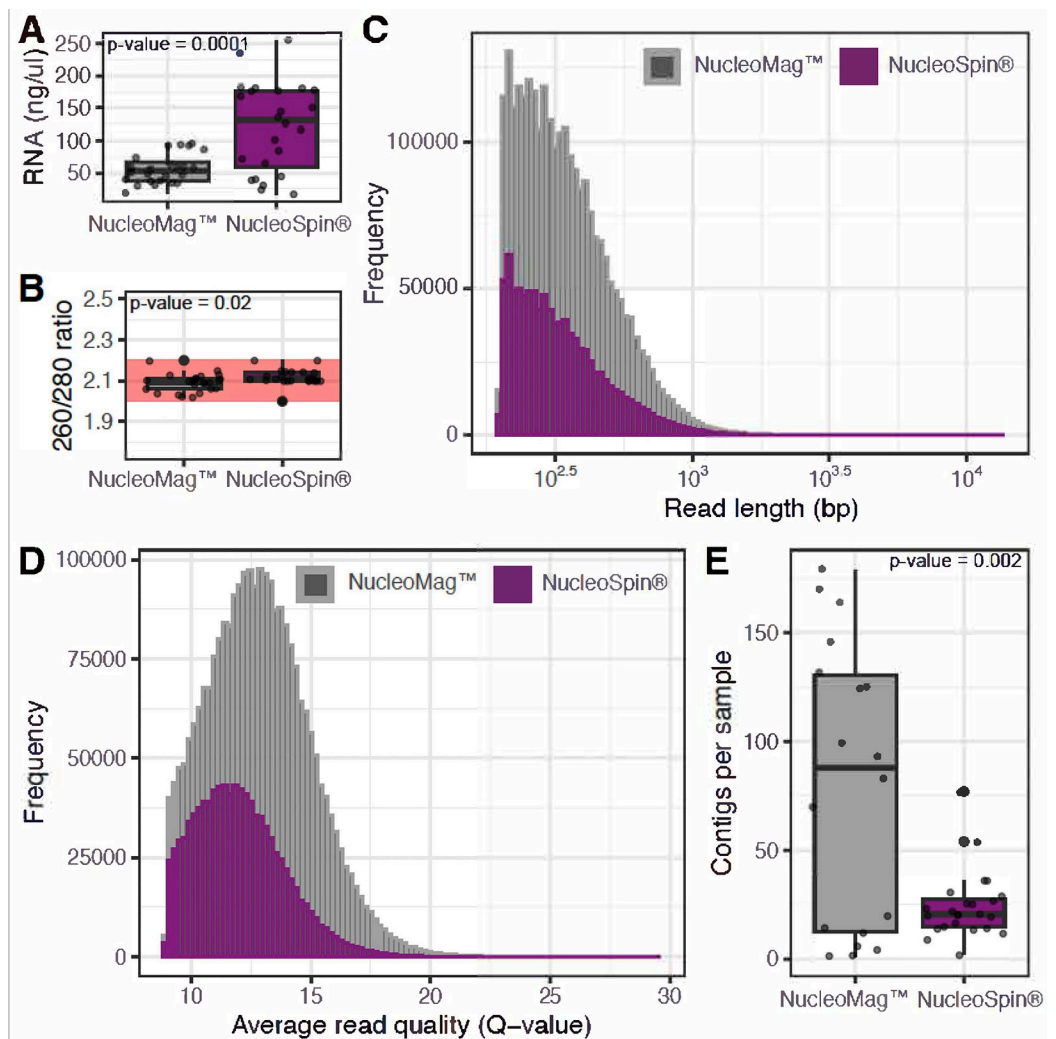 A
p-value = 0.0001
RNA (ng/ul)
250
200
150
100
50
NucleoMag™ NucleoSpin®
B
p-value = 0.02
260/280 ratio
2.5
2.3
2.1
1.9
NucleoMag™ NucleoSpin®
C
NucleoMag™ NucleoSpin®
Frequency
100000
50000
0
10^2.5 10^3 10^3.5 10^4
Read length (bp)
D
NucleoMag™ NucleoSpin®
Frequency
100000
75000
50000
25000
0
10 15 20 25 30
Average read quality (Q-value)
E
p-value = 0.002
Contigs per sample
150
100
50
0
NucleoMag™ NucleoSpin®